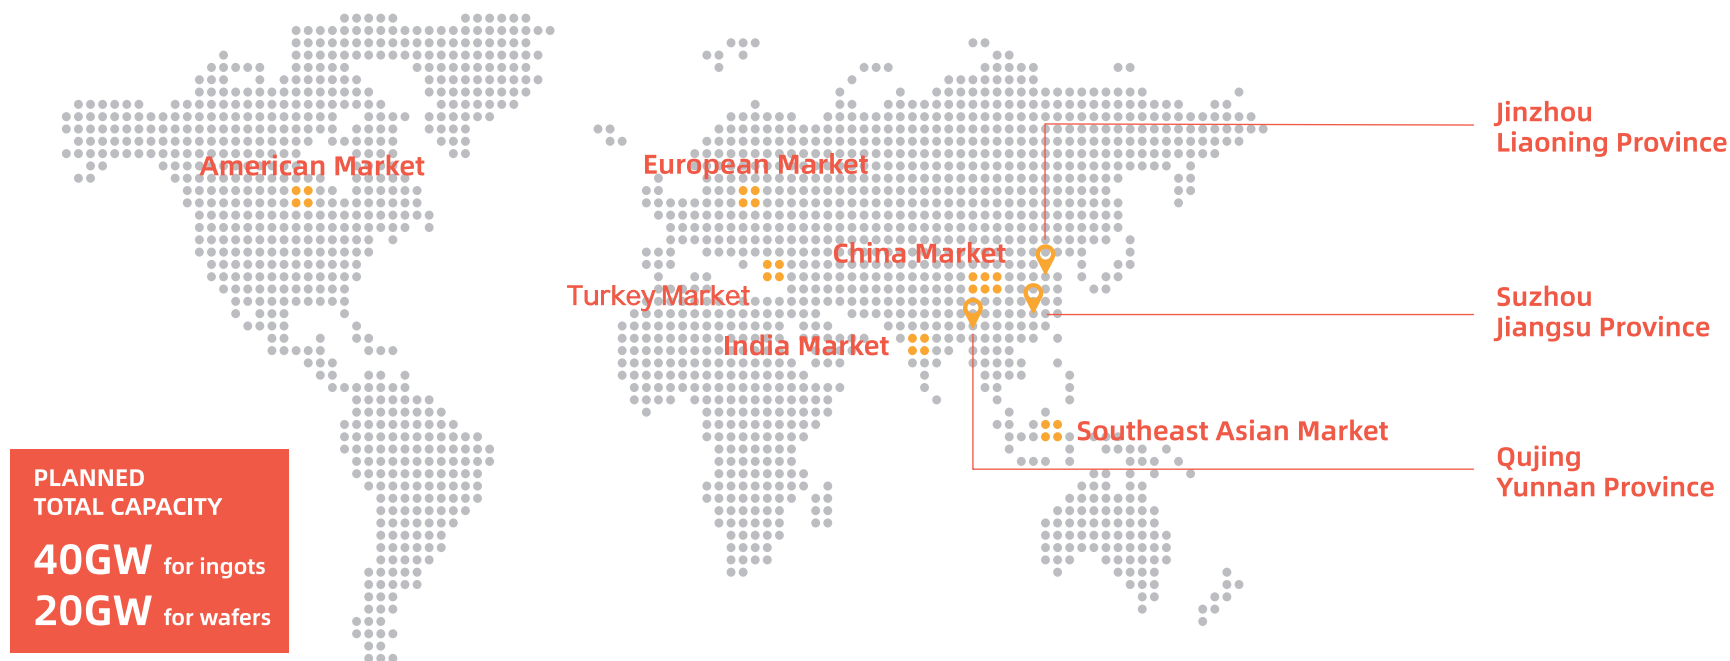 American Market
European Market
China Market
Turkey Market
India Market
Southeast Asian Market
Jinzhou
Liaoning Province
Suzhou
Jiangsu Province
Qujing
Yunnan Province
PLANNED
TOTAL CAPACITY
40GW for ingots
20GW for wafers